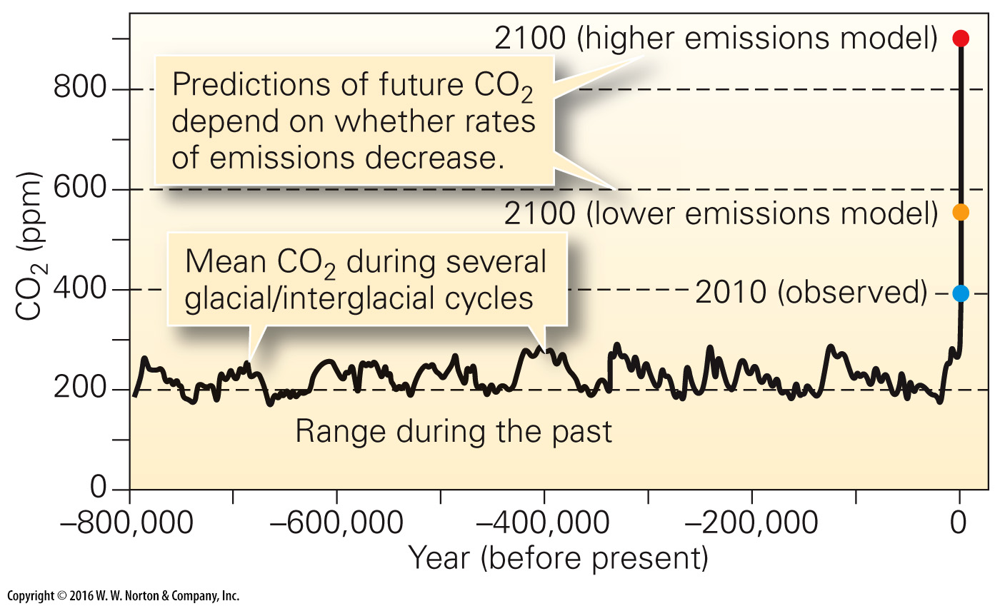 2100 (higher emissions model)
Predictions of future CO₂
depend on whether rates
of emissions decrease.
2100 (lower emissions model)
Mean CO₂ during several
glacial/interglacial cycles
2010 (observed)
Range during the past
CO₂ (ppm)
800
600
400
200
0
–800,000
–600,000
–400,000
–200,000
0
Year (before present)
Copyright © 2016 W. W. Norton & Company, Inc.